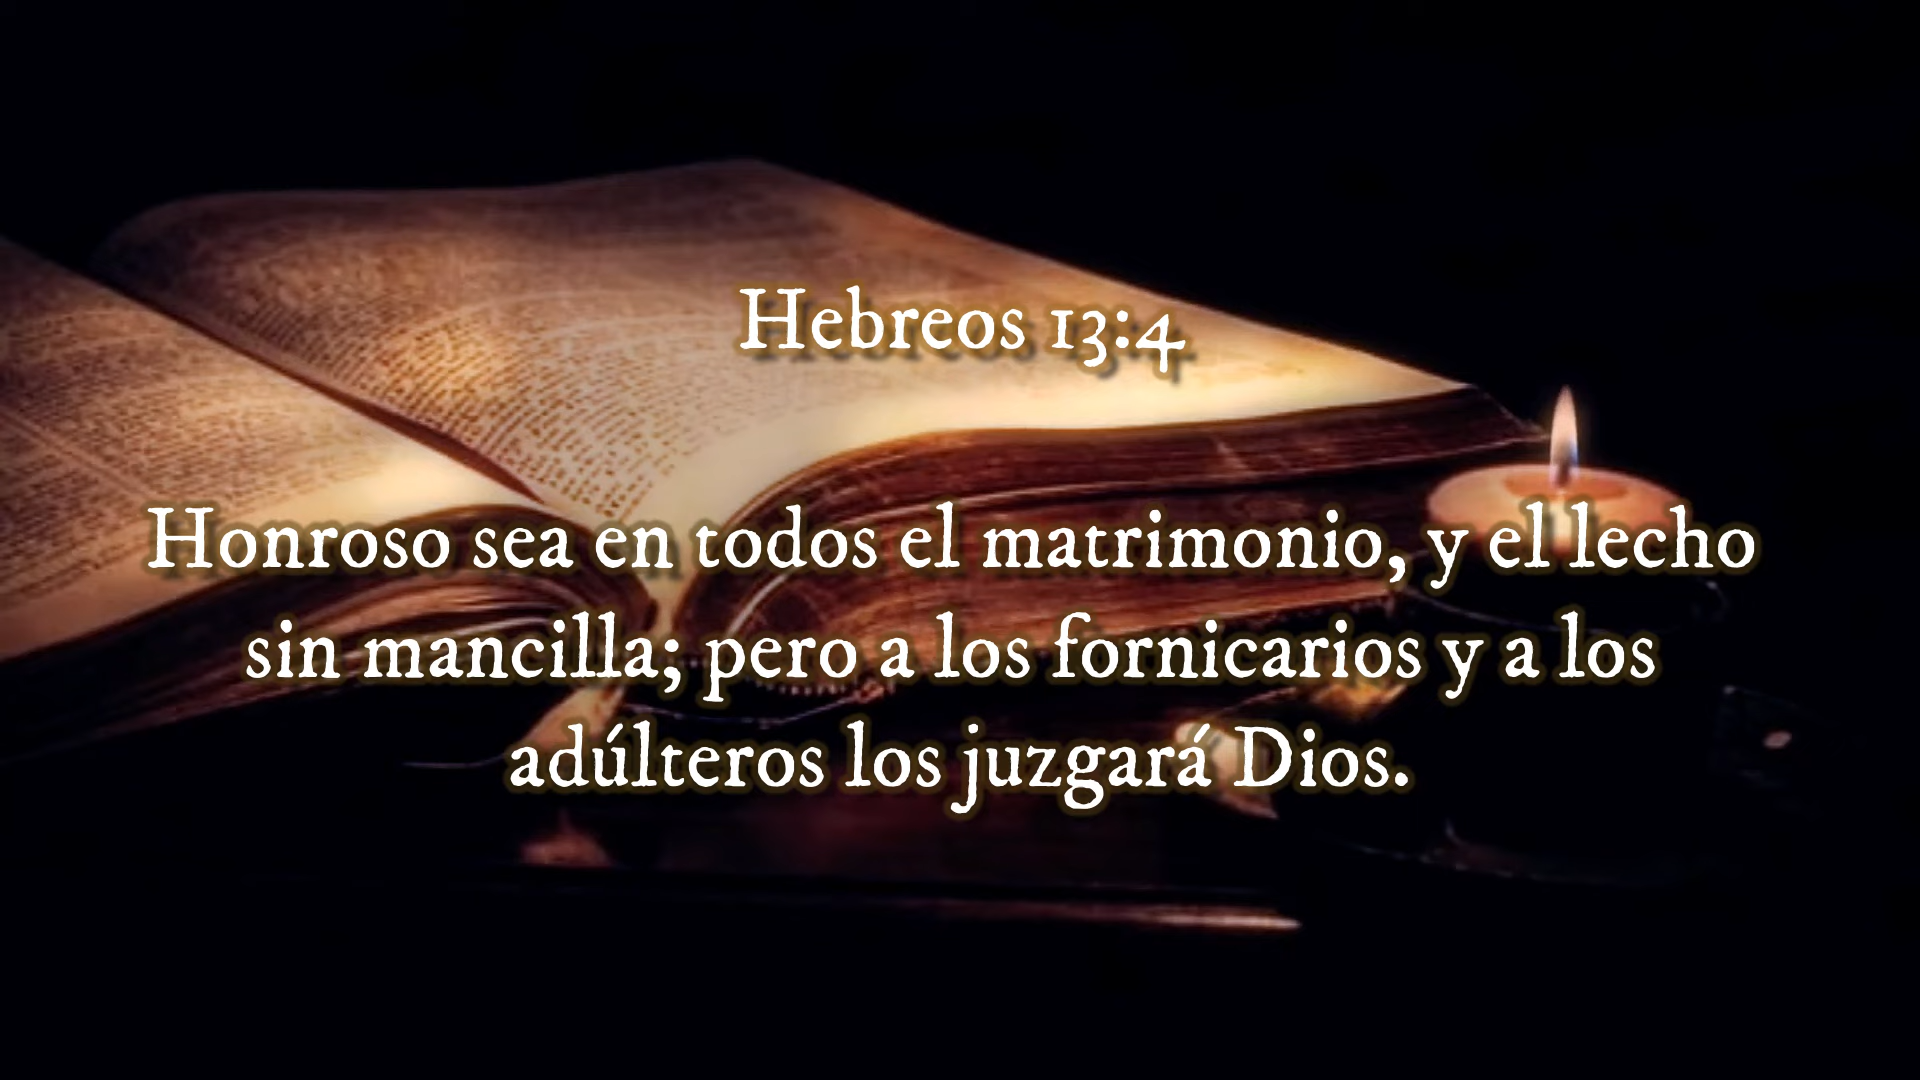 Hebreos 13:4
Honroso sea en todos el matrimonio, y el lecho
sin mancilla; pero a los fornicarios y a los
adúlteros los juzgará Dios.